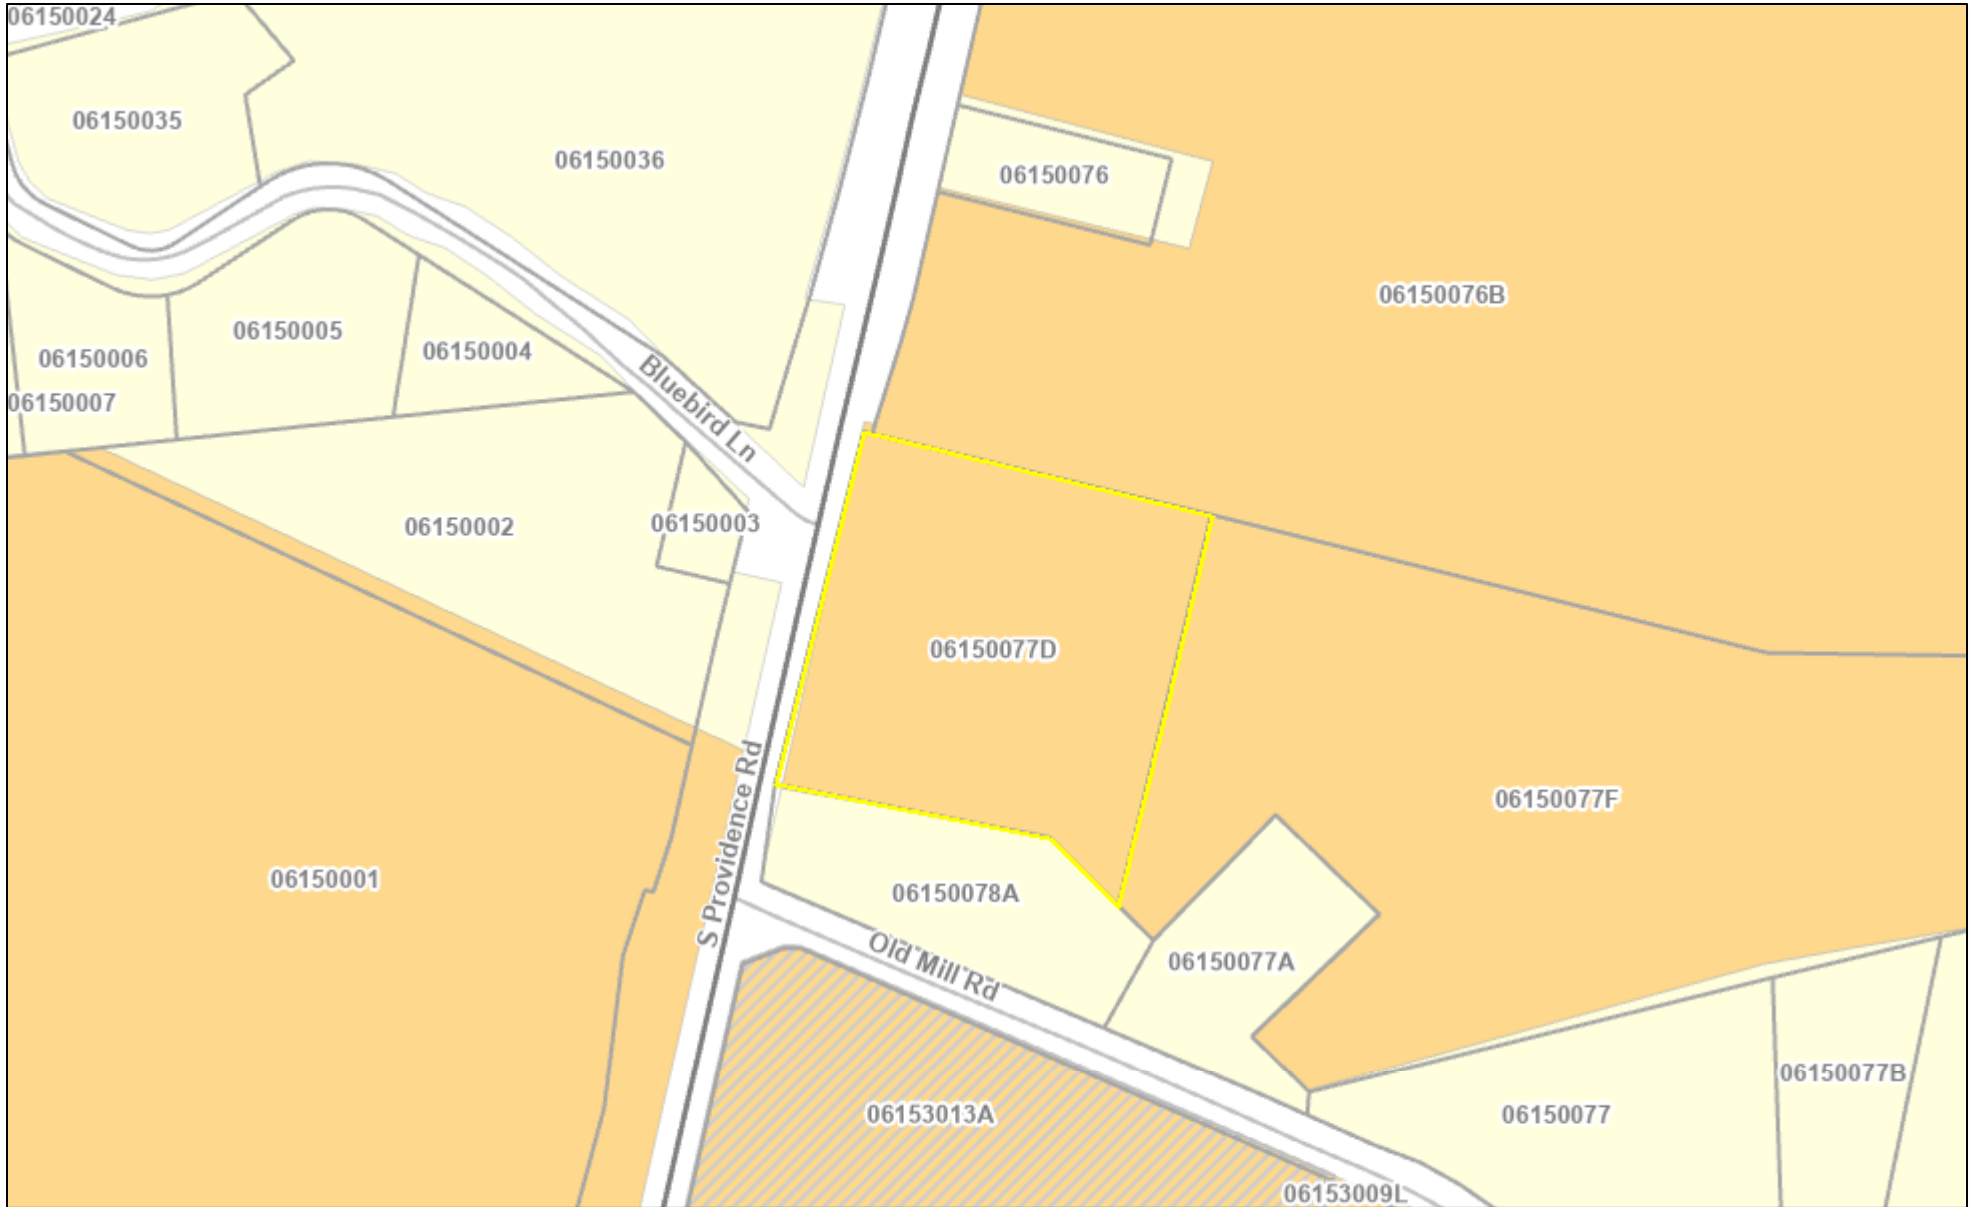 06150024
06150035
06150036
06150076
06150076B
06150005
06150004
06150006
06150007
Bluebird Ln
06150002
06150003
06150077D
06150077F
S Providence Rd
06150001
06150078A
Old Mill Rd
06150077A
06150077B
06153013A
06150077
06153009L